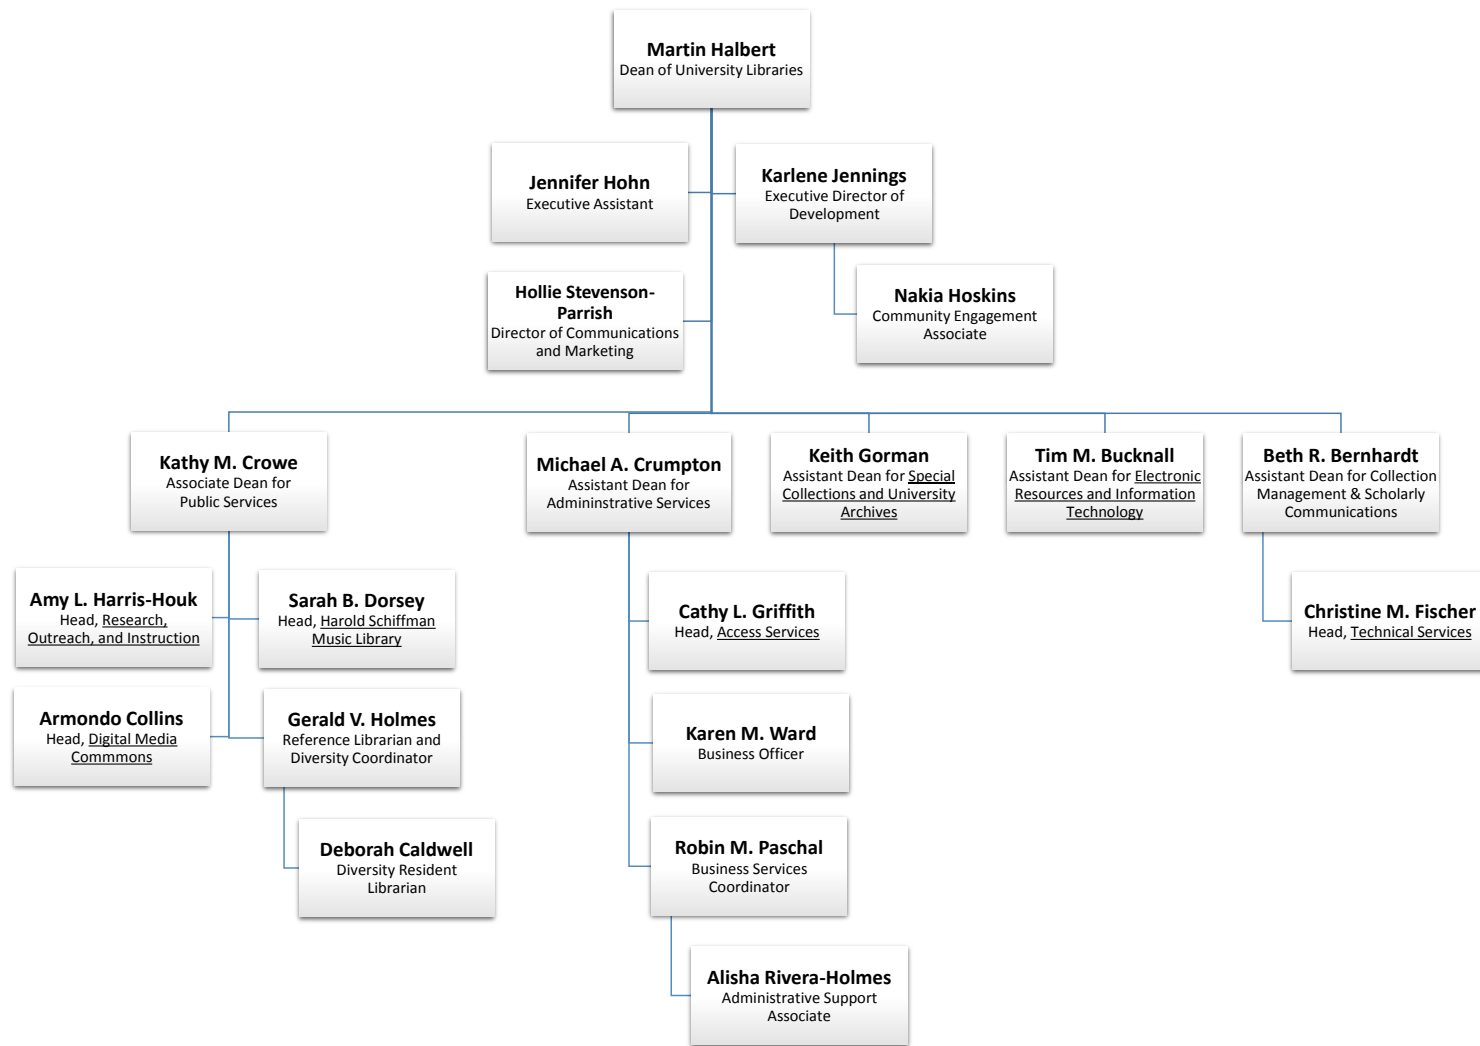 Martin Halbert
Dean of University Libraries
Jennifer Hohn
Executive Assistant
Karlene Jennings
Executive Director of
Development
Hollie Stevenson-
Parrish
Director of Communications
and Marketing
Nakia Hoskins
Community Engagement
Associate
Kathy M. Crowe
Associate Dean for
Public Services
Michael A. Crumpton
Assistant Dean for
Admininstrative Services
Keith Gorman
Assistant Dean for Special
Collections and University
Archives
Tim M. Bucknall
Assistant Dean for Electronic
Resources and Information
Technology
Beth R. Bernhardt
Assistant Dean for Collection
Management & Scholarly
Communications
Amy L. Harris-Houk
Head, Research,
Outreach, and Instruction
Sarah B. Dorsey
Head, Harold Schiffman
Music Library
Cathy L. Griffith
Head, Access Services
Christine M. Fischer
Head, Technical Services
Armondo Collins
Head, Digital Media
Commmons
Gerald V. Holmes
Reference Librarian and
Diversity Coordinator
Karen M. Ward
Business Officer
Deborah Caldwell
Diversity Resident
Librarian
Robin M. Paschal
Business Services
Coordinator
Alisha Rivera-Holmes
Administrative Support
Associate